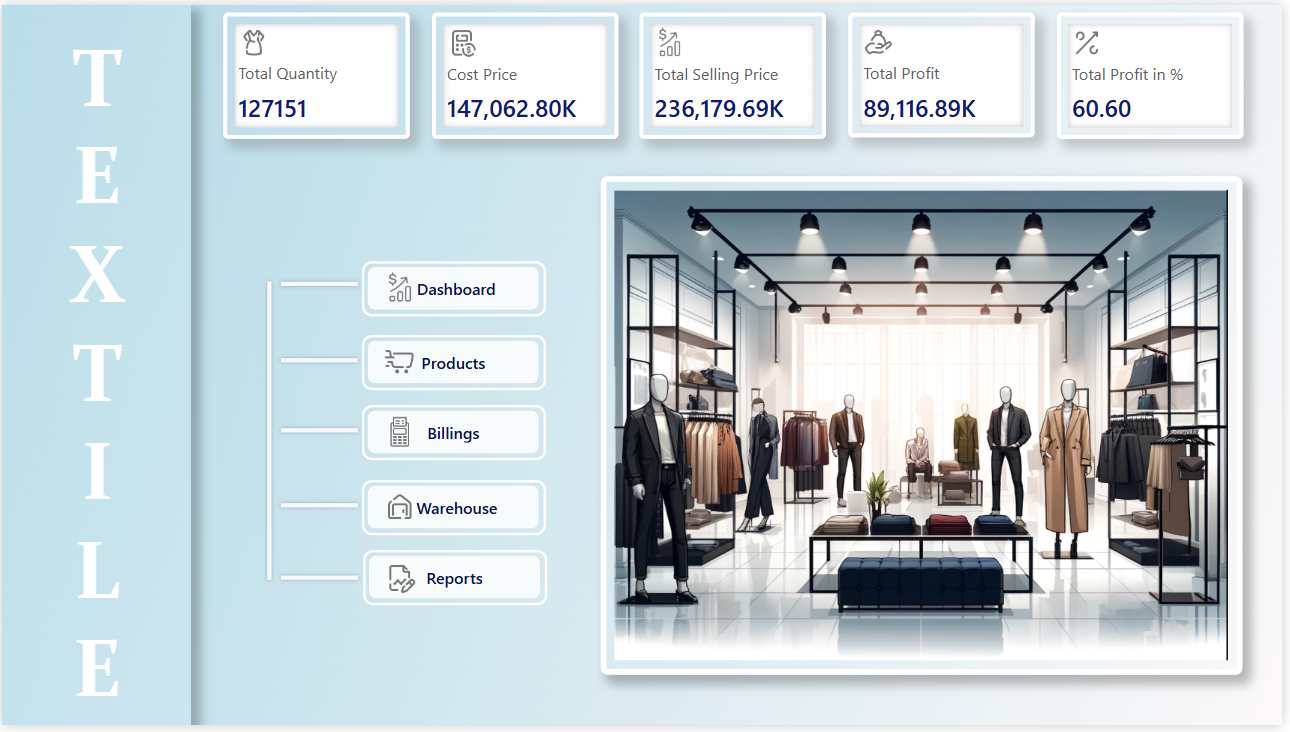 TEXTILE
Total Quantity
127151
Cost Price
147,062.80K
Total Selling Price
236,179.69K
Total Profit
89,116.89K
Total Profit in %
60.60
Dashboard
Products
Billings
Warehouse
Reports